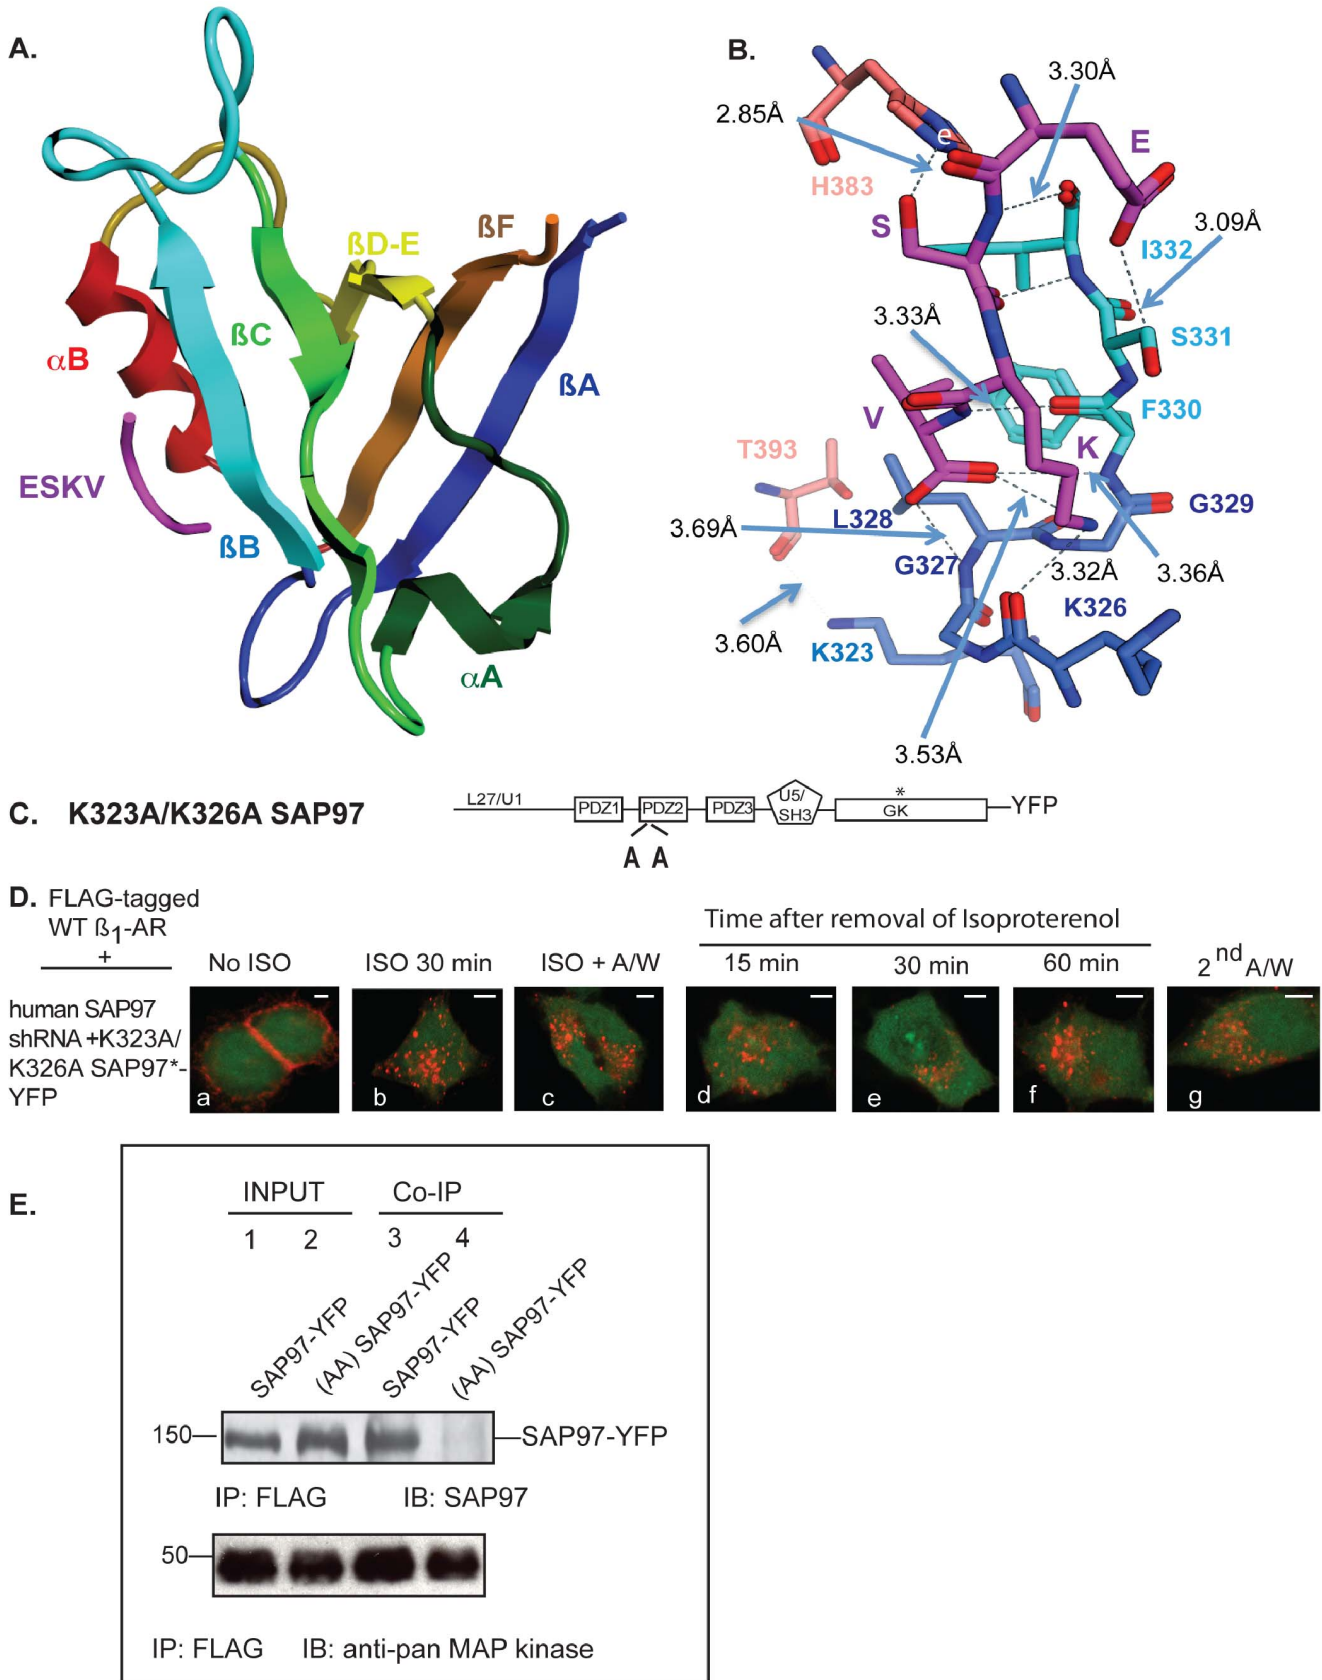 A.
ßF
ßD-E
ßC
αB
ßA
ESKV
ßB
αA
B.
3.30Å
2.85Å
e
E
H383
S
3.09Å
I332
3.33Å
S331
V
F330
K
T393
L328
G329
3.69Å
G327
3.32Å
3.36Å
K326
3.60Å
K323
3.53Å
C. K323A/K326A SAP97
L27/U1
PDZ1
PDZ2
PDZ3
U5/
SH3
*
GK
YFP
A A
D. FLAG-tagged
WT ß1-AR
+
human SAP97
shRNA +K323A/
K326A SAP97*-
YFP
Time after removal of Isoproterenol
No ISO
ISO 30 min
ISO + A/W
15 min
30 min
60 min
2nd A/W
a
b
c
d
e
f
g
E.
INPUT
Co-IP
1 2 3 4
SAP97-YFP
(AA) SAP97-YFP
SAP97-YFP
(AA) SAP97-YFP
150
SAP97-YFP
IP: FLAG IB: SAP97
50
IP: FLAG IB: anti-pan MAP kinase